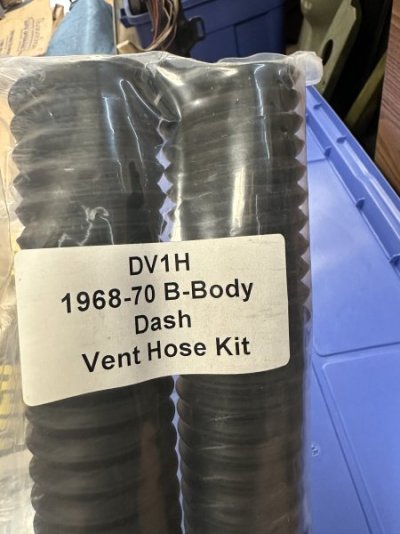 DV1H
1968-70 B-Body
Dash
Vent Hose Kit